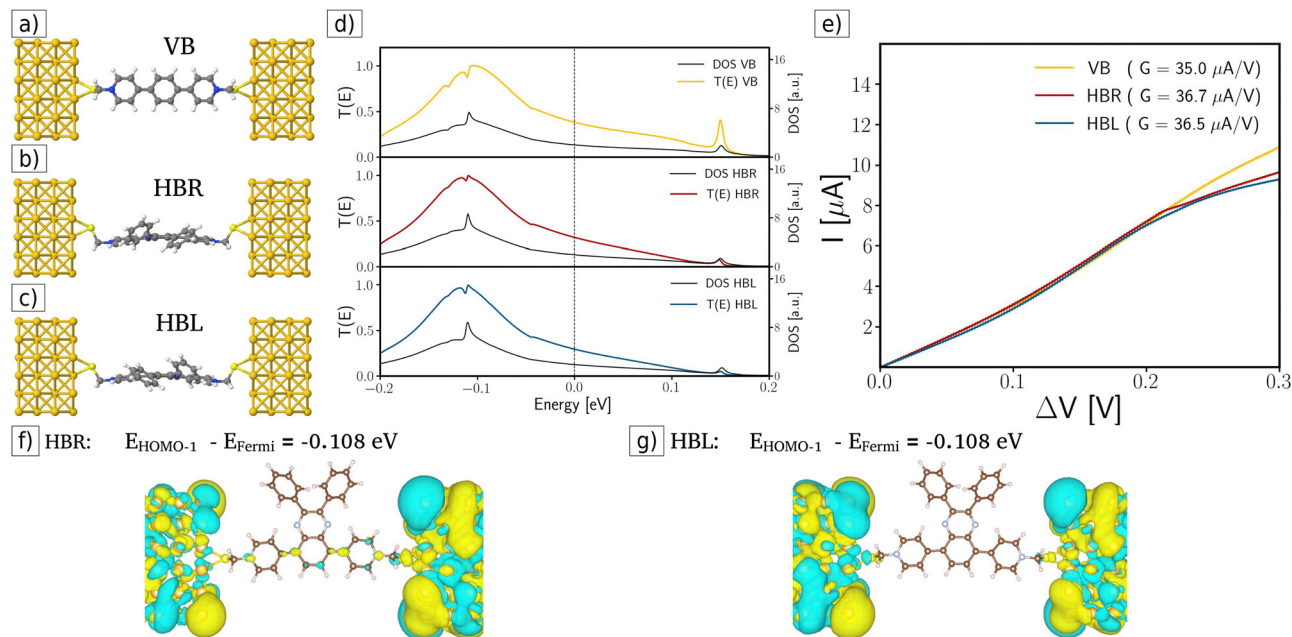 a)
VB
b)
HBR
c)
HBL
d)
T(E)
1.0
0.5
0.0
DOS VB
T(E) VB
16
8
0
DOS [a.u.]
T(E)
1.0
0.5
0.0
DOS HBR
T(E) HBR
16
8
0
DOS [a.u.]
T(E)
1.0
0.5
0.0
DOS HBL
T(E) HBL
16
8
0
DOS [a.u.]
−0.2 −0.1 0.0 0.1 0.2
Energy [eV]
e)
I [μA]
14
12
10
8
6
4
2
VB ( G = 35.0 μA/V)
HBR ( G = 36.7 μA/V)
HBL ( G = 36.5 μA/V)
0.0 0.1 0.2 0.3
ΔV [V]
f) HBR: E_HOMO-1 - E_Fermi = -0.108 eV
g) HBL: E_HOMO-1 - E_Fermi = -0.108 eV